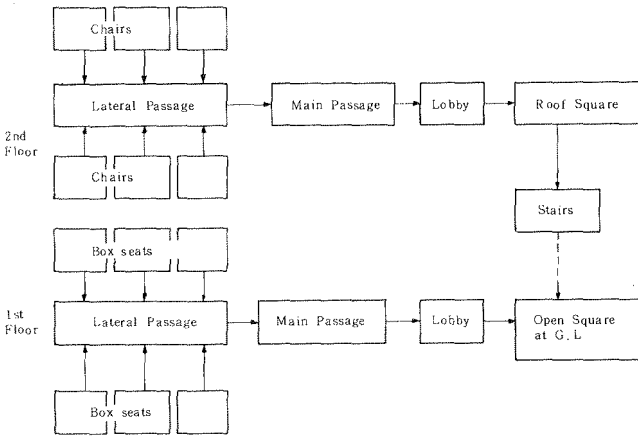 Chairs
Lateral Passage
Main Passage
Lobby
Roof Square
2nd
Floor
Chairs
Stairs
Box seats
1st
Floor
Lateral Passage
Main Passage
Lobby
Open Square
at G.L
Box seats